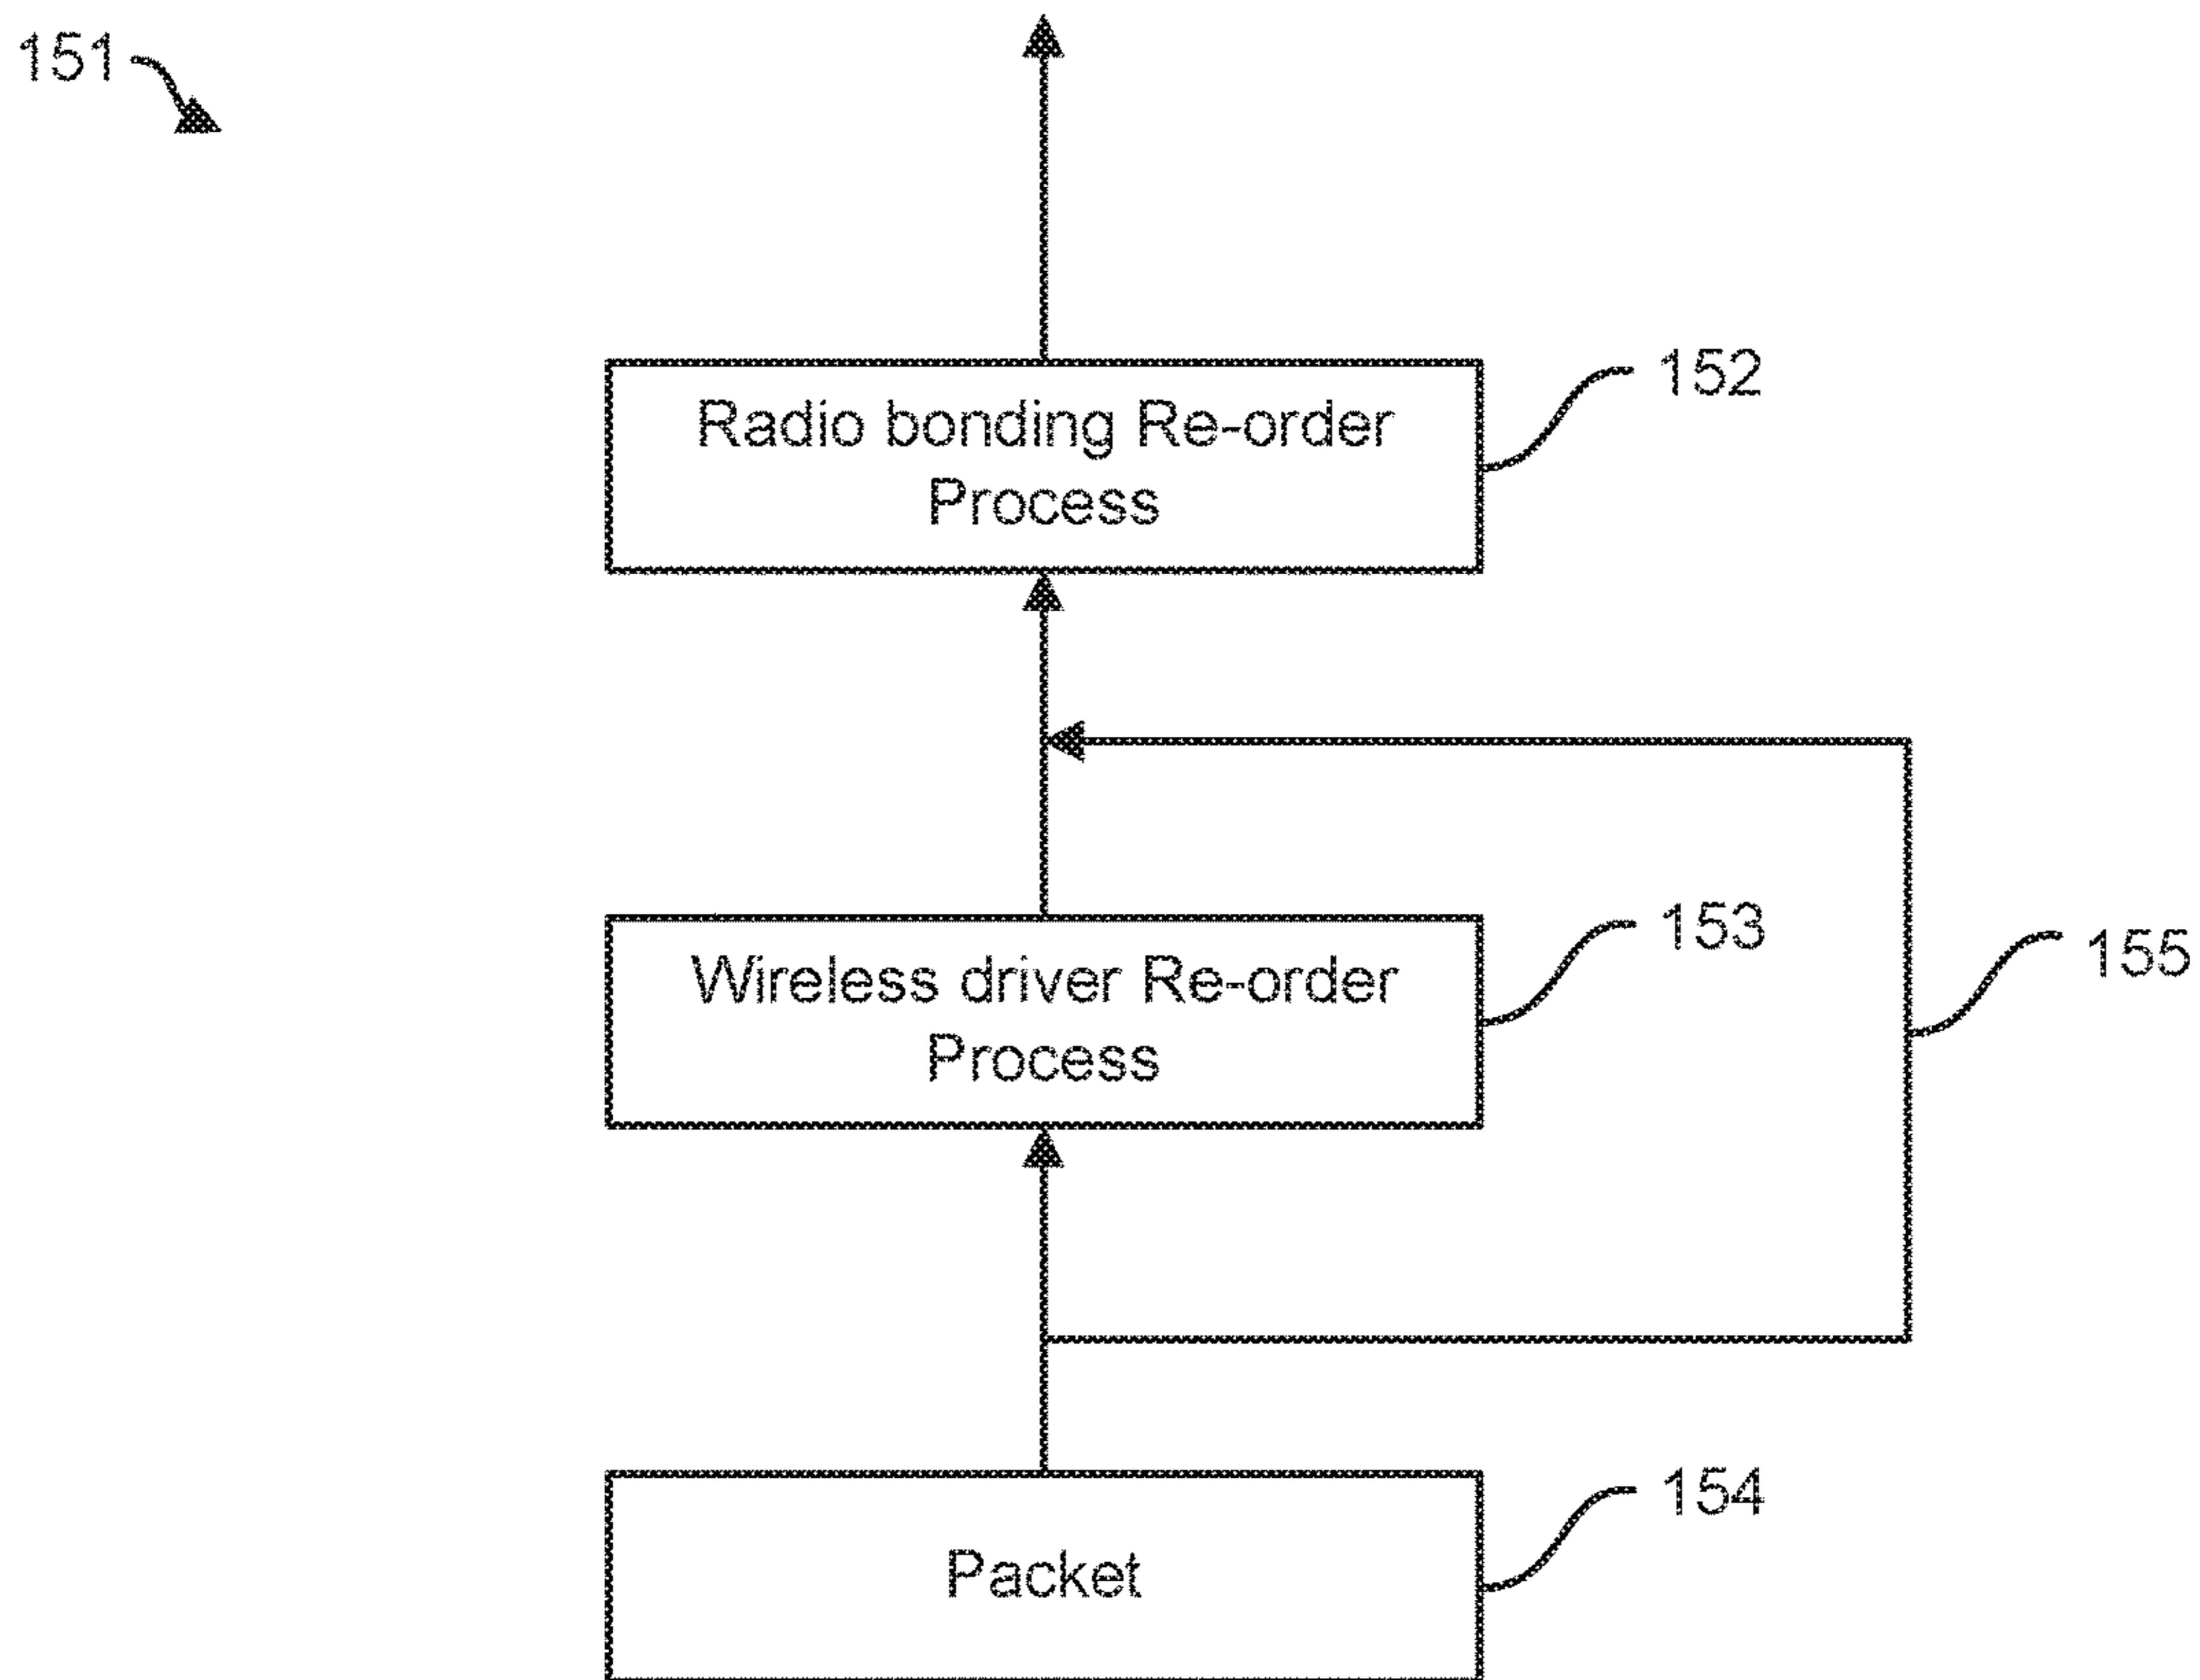 151
Radio bonding Re-order
Process
152
Wireless driver Re-order
Process
153
155
Packet
154